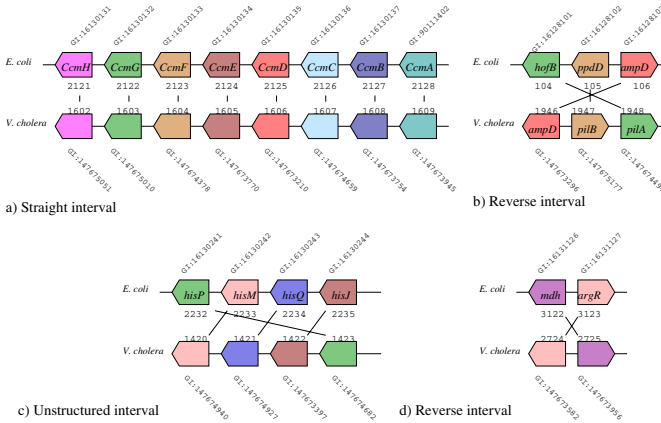 GI:16130131 GI:16130132 GI:16130133 GI:16130134 GI:16130135 GI:16130136 GI:16130137 GI:90111402
E. coli CcmH CcmG CcmF CcmE CcmD CcmC CcmB CcmA
2121 2122 2123 2124 2125 2126 2127 2128
1602 1603 1604 1605 1606 1607 1608 1609
V. cholera
GI:147675051 GI:147675010 GI:147674378 GI:147673770 GI:147673210 GI:147674659 GI:147673754 GI:147673945
a) Straight interval
GI:16128101 GI:16128102
E. coli hofB ppdD ampD
104 105 106
1946 1947 1948
V. cholera ampD pilB pilA
GI:147673296 GI:147675177
b) Reverse interval
GI:16130241 GI:16130242 GI:16130243 GI:16130244
E. coli hisP hisM hisQ hisJ
2232 2233 2234 2235
1420 1421 1422 1423
V. cholera
GI:147674940 GI:147674927 GI:147673397 GI:147674682
c) Unstructured interval
GI:16131126 GI:16131127
E. coli mdh argR
3122 3123
2724 2725
V. cholera
GI:147673582 GI:147673956
d) Reverse interval